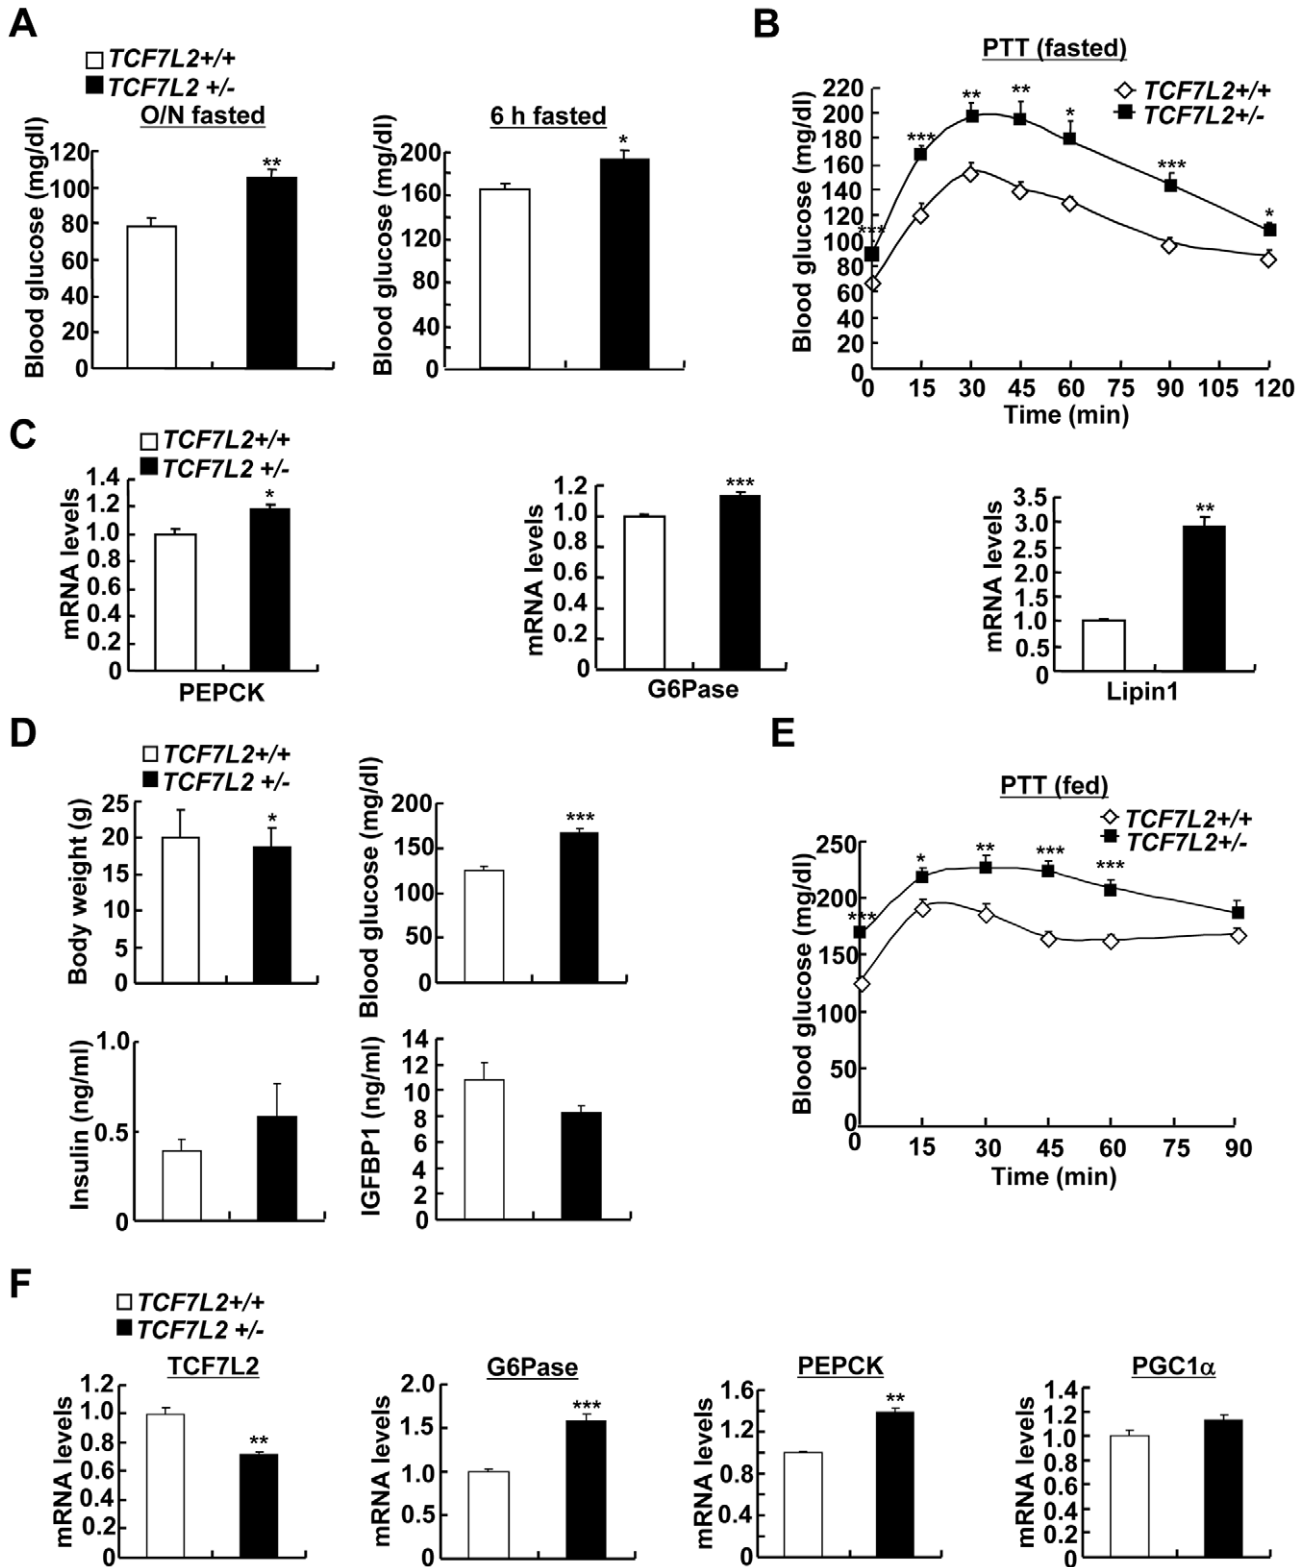 A
TCF7L2+/+
TCF7L2 +/-
O/N fasted
Blood glucose (mg/dl)
120
100
80
60
40
20
0
**
6 h fasted
Blood glucose (mg/dl)
200
160
120
80
40
0
*
B
PTT (fasted)
TCF7L2+/+
TCF7L2+/-
Blood glucose (mg/dl)
220
200
180
160
140
120
100
80
60
40
20
0
***
***
**
**
*
***
*
0 15 30 45 60 75 90 105 120
Time (min)
C
TCF7L2+/+
TCF7L2 +/-
mRNA levels
1.4
1.2
1.0
0.8
0.6
0.4
0.2
0
*
PEPCK
mRNA levels
1.2
1.0
0.8
0.6
0.4
0.2
0
***
G6Pase
mRNA levels
3.5
3.0
2.5
2.0
1.5
1.0
0.5
0
**
Lipin1
D
TCF7L2+/+
TCF7L2 +/-
Body weight (g)
25
20
15
10
5
0
*
Blood glucose (mg/dl)
200
150
100
50
0
***
Insulin (ng/ml)
1.0
0.5
0
IGFBP1 (ng/ml)
14
12
10
8
6
4
2
0
E
PTT (fed)
TCF7L2+/+
TCF7L2+/-
Blood glucose (mg/dl)
250
200
150
100
50
0
***
*
**
***
***
0 15 30 45 60 75 90
Time (min)
F
TCF7L2+/+
TCF7L2 +/-
TCF7L2
mRNA levels
1.2
1.0
0.8
0.6
0.4
0.2
0
**
G6Pase
mRNA levels
2.0
1.5
1.0
0.5
0
***
PEPCK
mRNA levels
1.6
1.2
0.8
0.4
0
**
PGC1α
mRNA levels
1.4
1.2
1.0
0.8
0.6
0.4
0.2
0